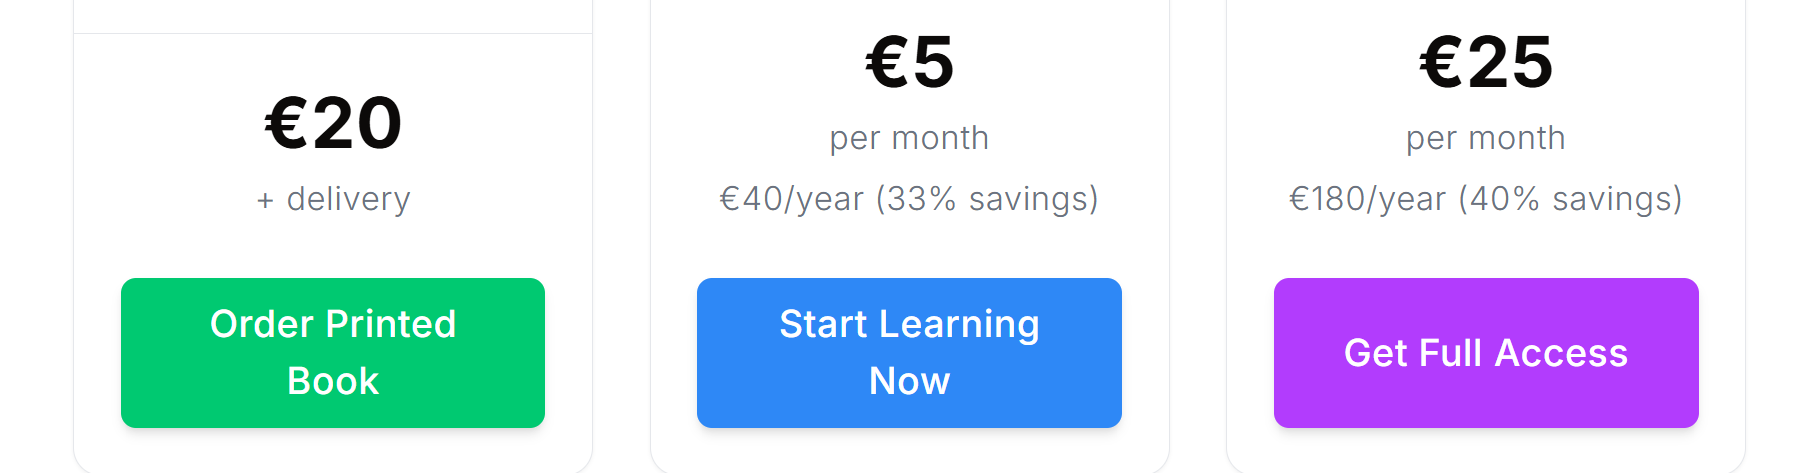 €20
+ delivery
Order Printed
Book
€5
per month
€40/year (33% savings)
Start Learning
Now
€25
per month
€180/year (40% savings)
Get Full Access